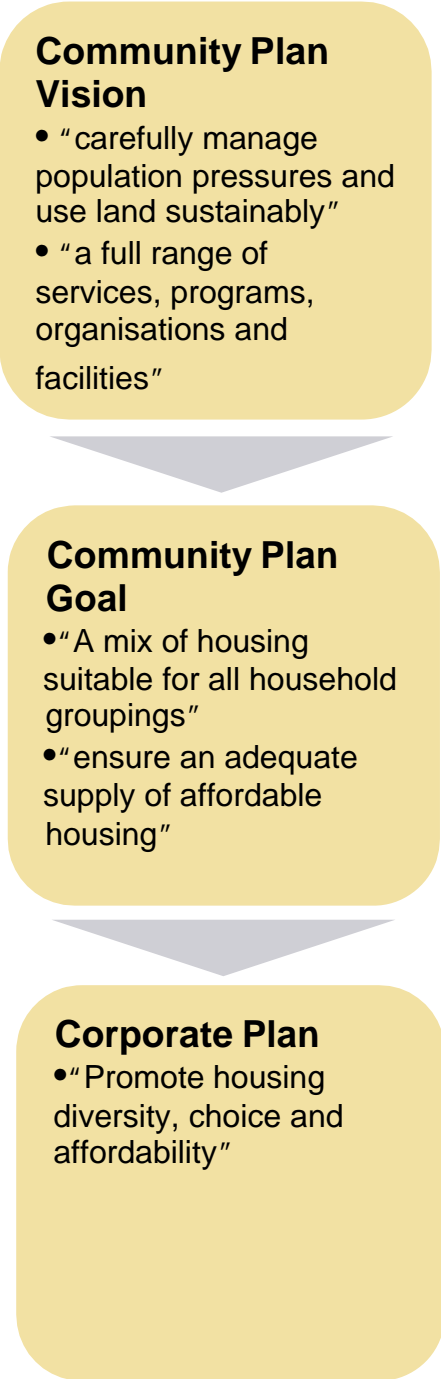 Community Plan
Vision
• "carefully manage
population pressures and
use land sustainably"
• "a full range of
services, programs,
organisations and
facilities"
Community Plan
Goal
•"A mix of housing
suitable for all household
groupings"
•"ensure an adequate
supply of affordable
housing"
Corporate Plan
•"Promote housing
diversity, choice and
affordability"